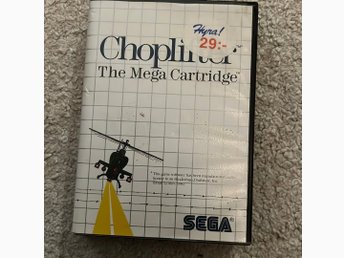 Hyra!
29:-
Choplifter
The Mega Cartridge
SEGA